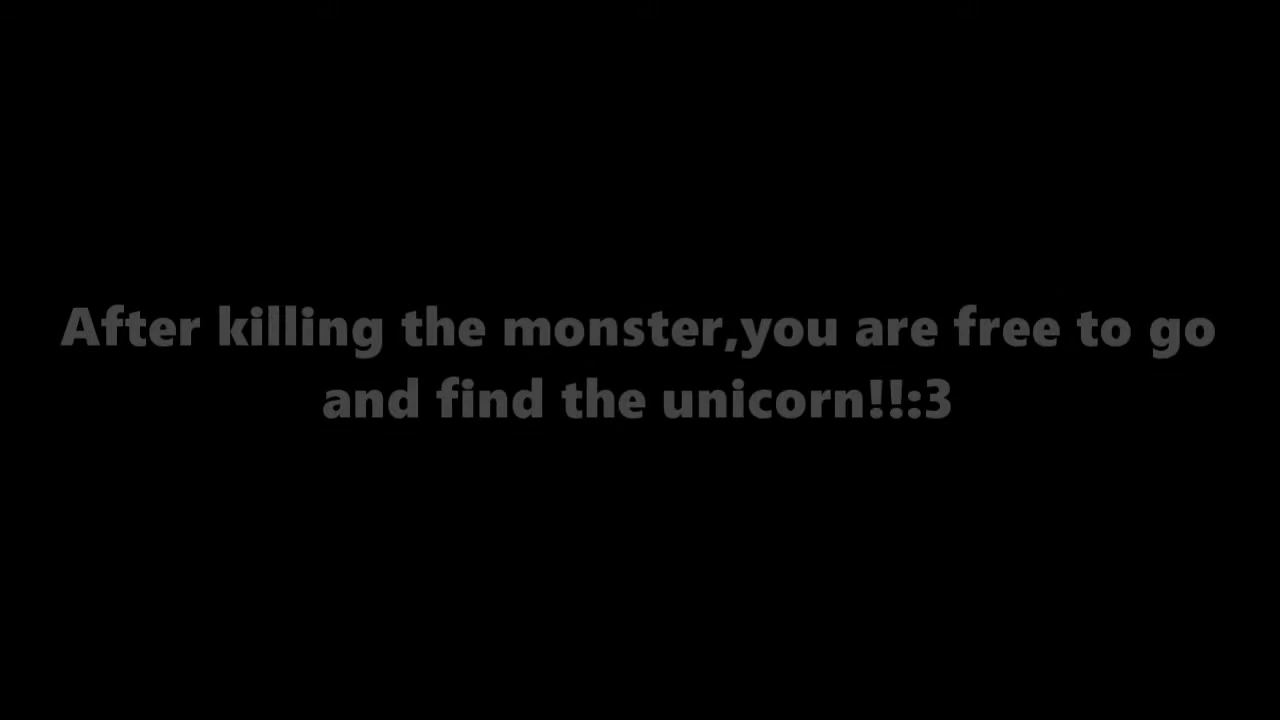 After killing the monster,you are free to go
and find the unicorn!!:3